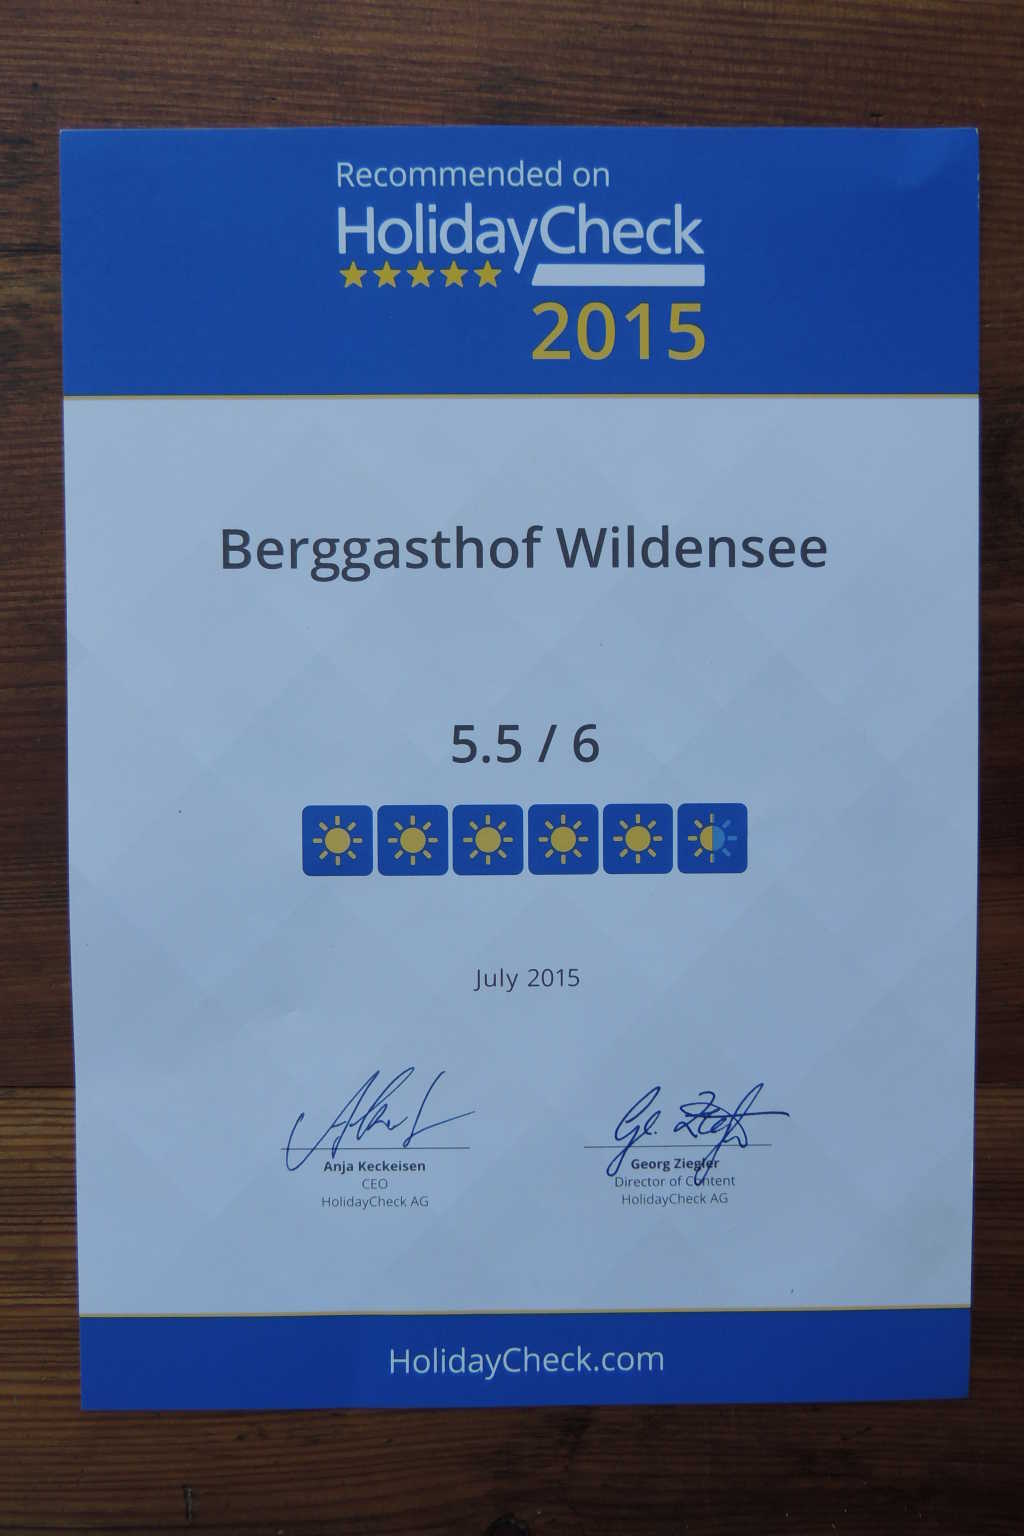 Recommended on
HolidayCheck
2015
Berggasthof Wildensee
5.5 / 6
July 2015
Anja Keckeisen
CEO
HolidayCheck AG
Georg Ziegler
Director of Content
HolidayCheck AG
HolidayCheck.com